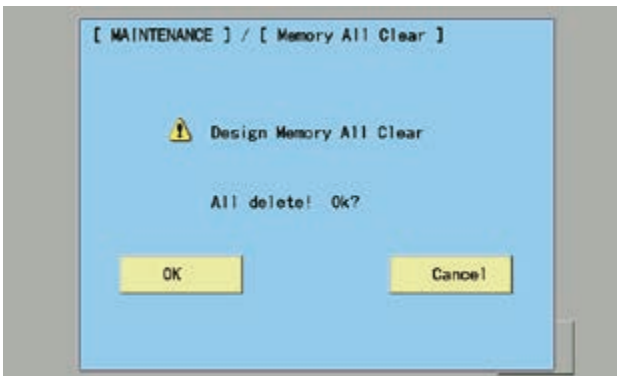 [ MAINTENANCE ] / [ Memory All Clear ]
Design Memory All Clear
All delete! Ok?
OK
Cancel